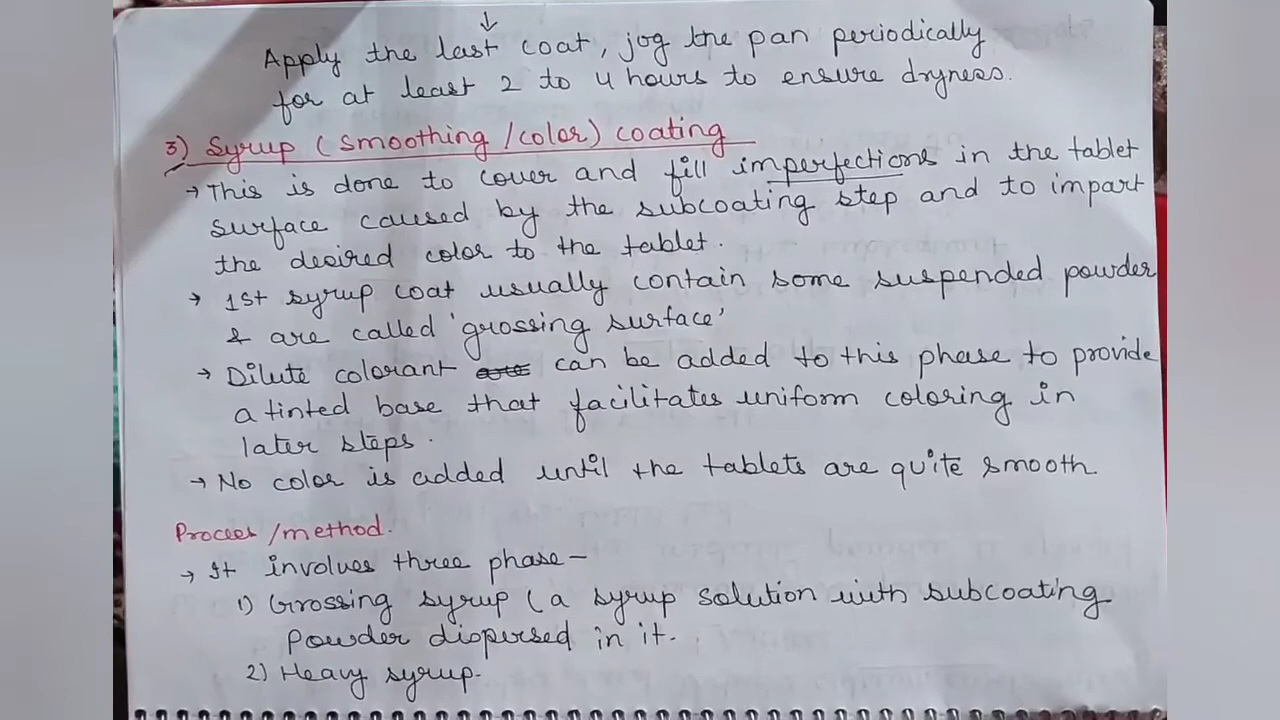 ↓
Apply the last coat, jog the pan periodically
for at least 2 to 4 hours to ensure dryness.
3) Syrup (smoothing /color) coating
→ This is done to cover and fill imperfections in the tablet
surface caused by the subcoating step and to impart
the desired color to the tablet.
→ 1st syrup coat usually contain some suspended powder
& are called 'grossing surface'
→ Dilute colorant can be added to this phase to provide
a tinted base that facilitates uniform coloring in
later steps.
→ No color is added until the tablets are quite smooth
Process /method.
→ It involves three phase -
1) Grossing syrup (a syrup solution with subcoating
powder dispersed in it.
2) Heavy syrup.